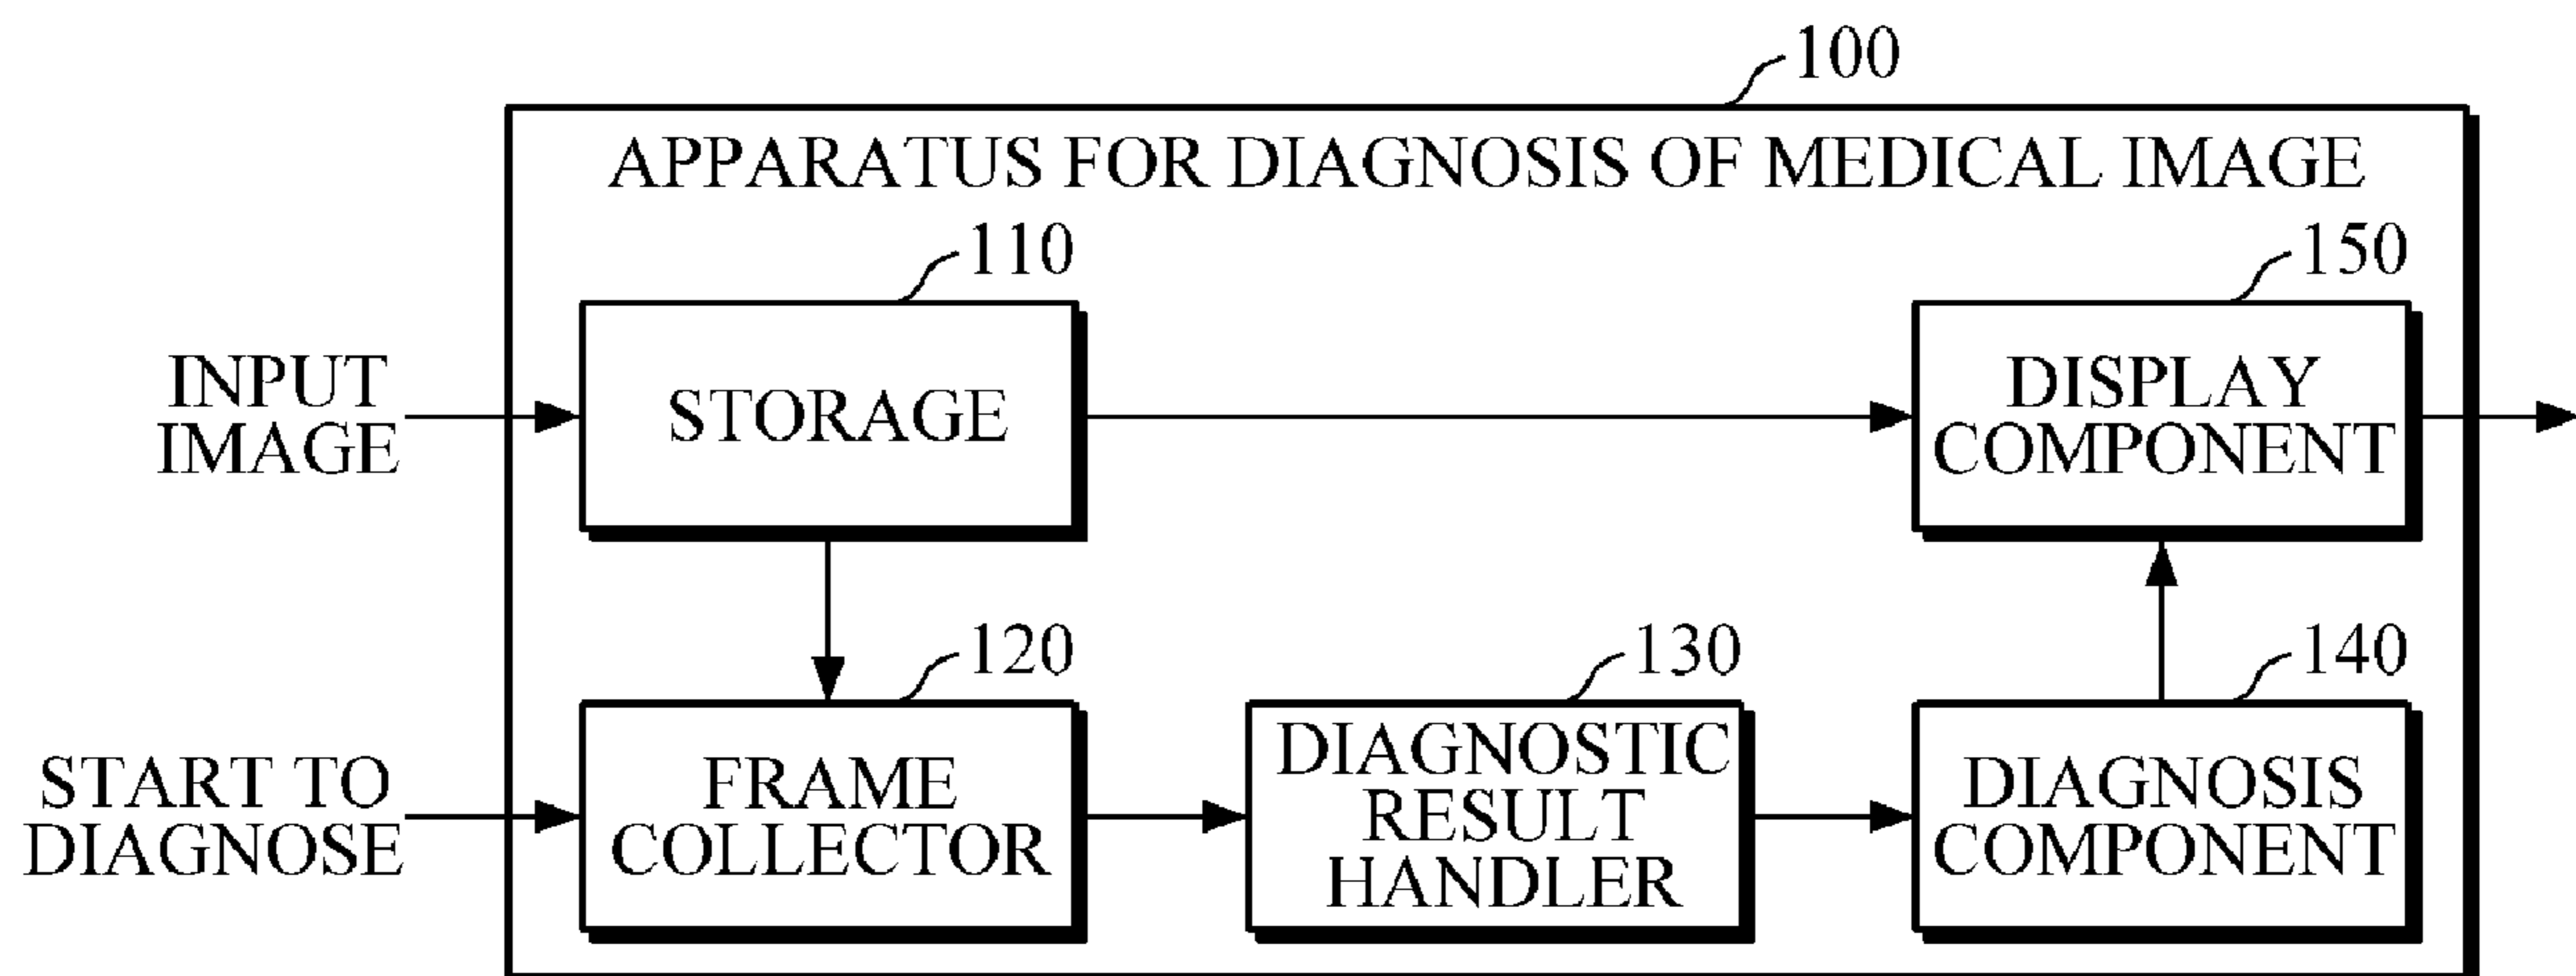 100
APPARATUS FOR DIAGNOSIS OF MEDICAL IMAGE
110
150
INPUT
IMAGE
STORAGE
DISPLAY
COMPONENT
120
130
140
START TO
DIAGNOSE
FRAME
COLLECTOR
DIAGNOSTIC
RESULT
HANDLER
DIAGNOSIS
COMPONENT